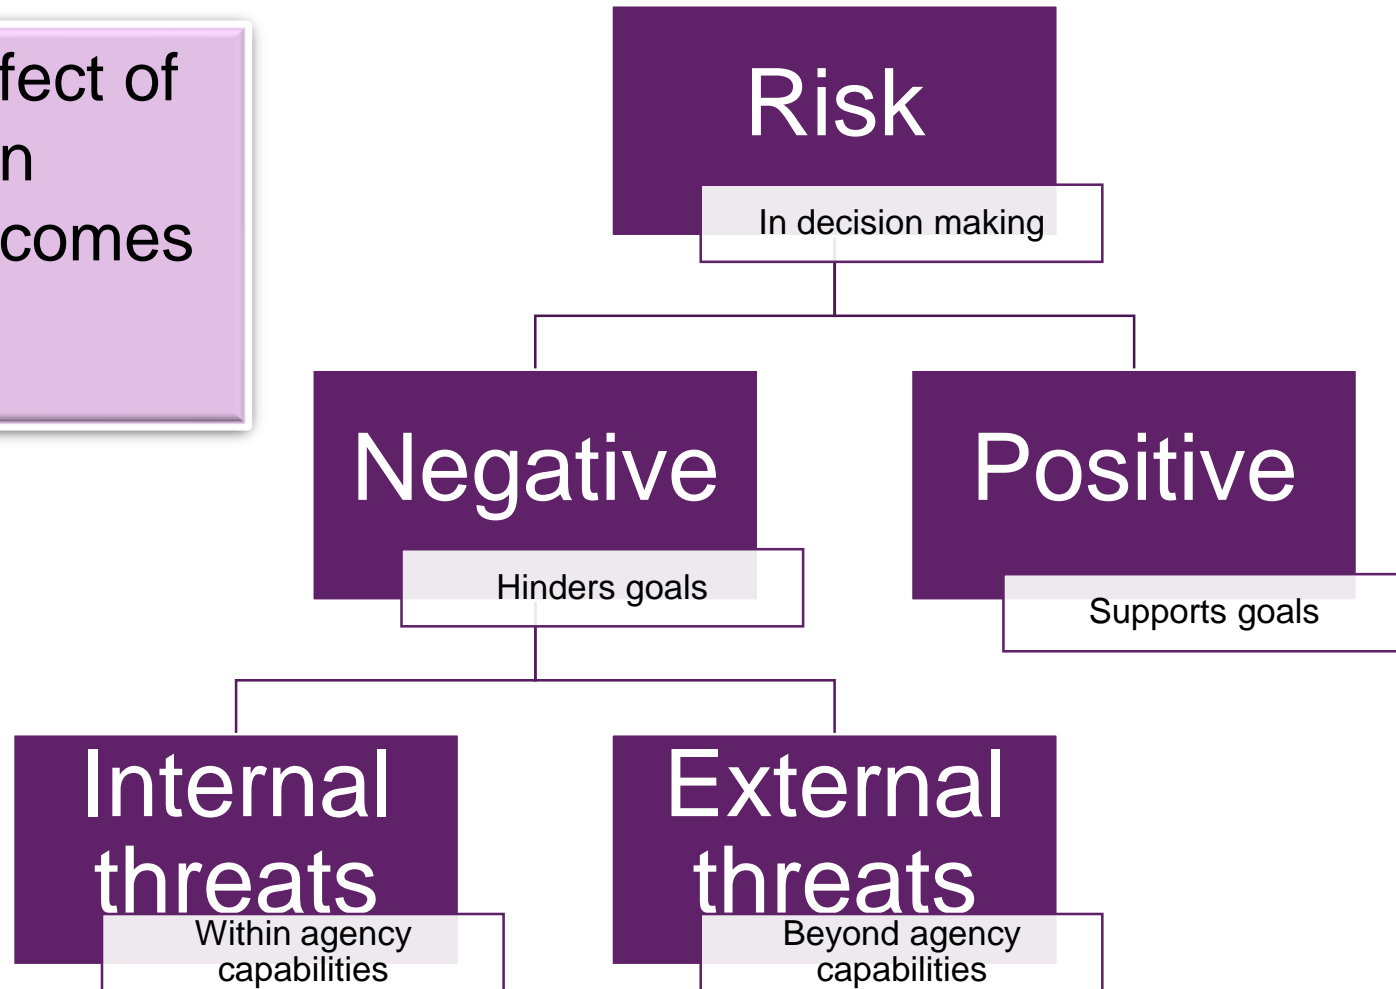 fect of
n
comes
Risk
In decision making
Negative
Hinders goals
Positive
Supports goals
Internal
threats
Within agency
capabilities
External
threats
Beyond agency
capabilities